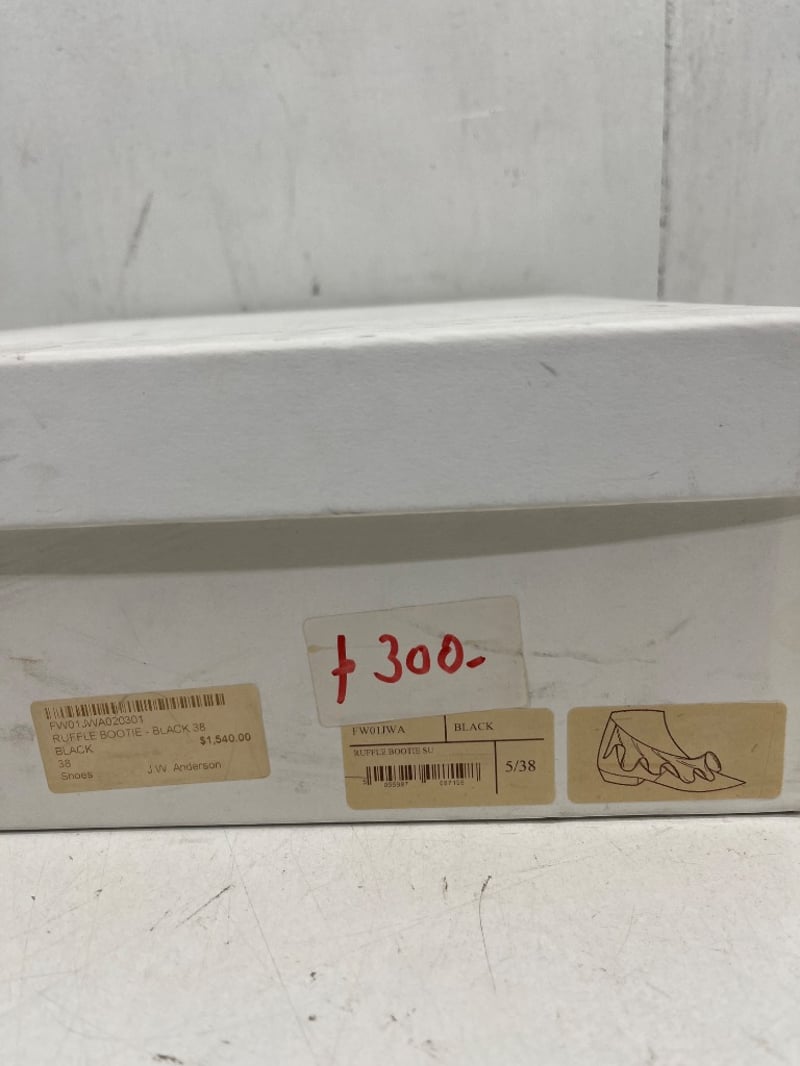 ƒ 300.-
FW01JWA020301
RUFFLE BOOTIE - BLACK 38
BLACK
$1,540.00
38
Shoes
J.W. Anderson
FW01JWA
BLACK
RUFFLE BOOTIE SU
5/38